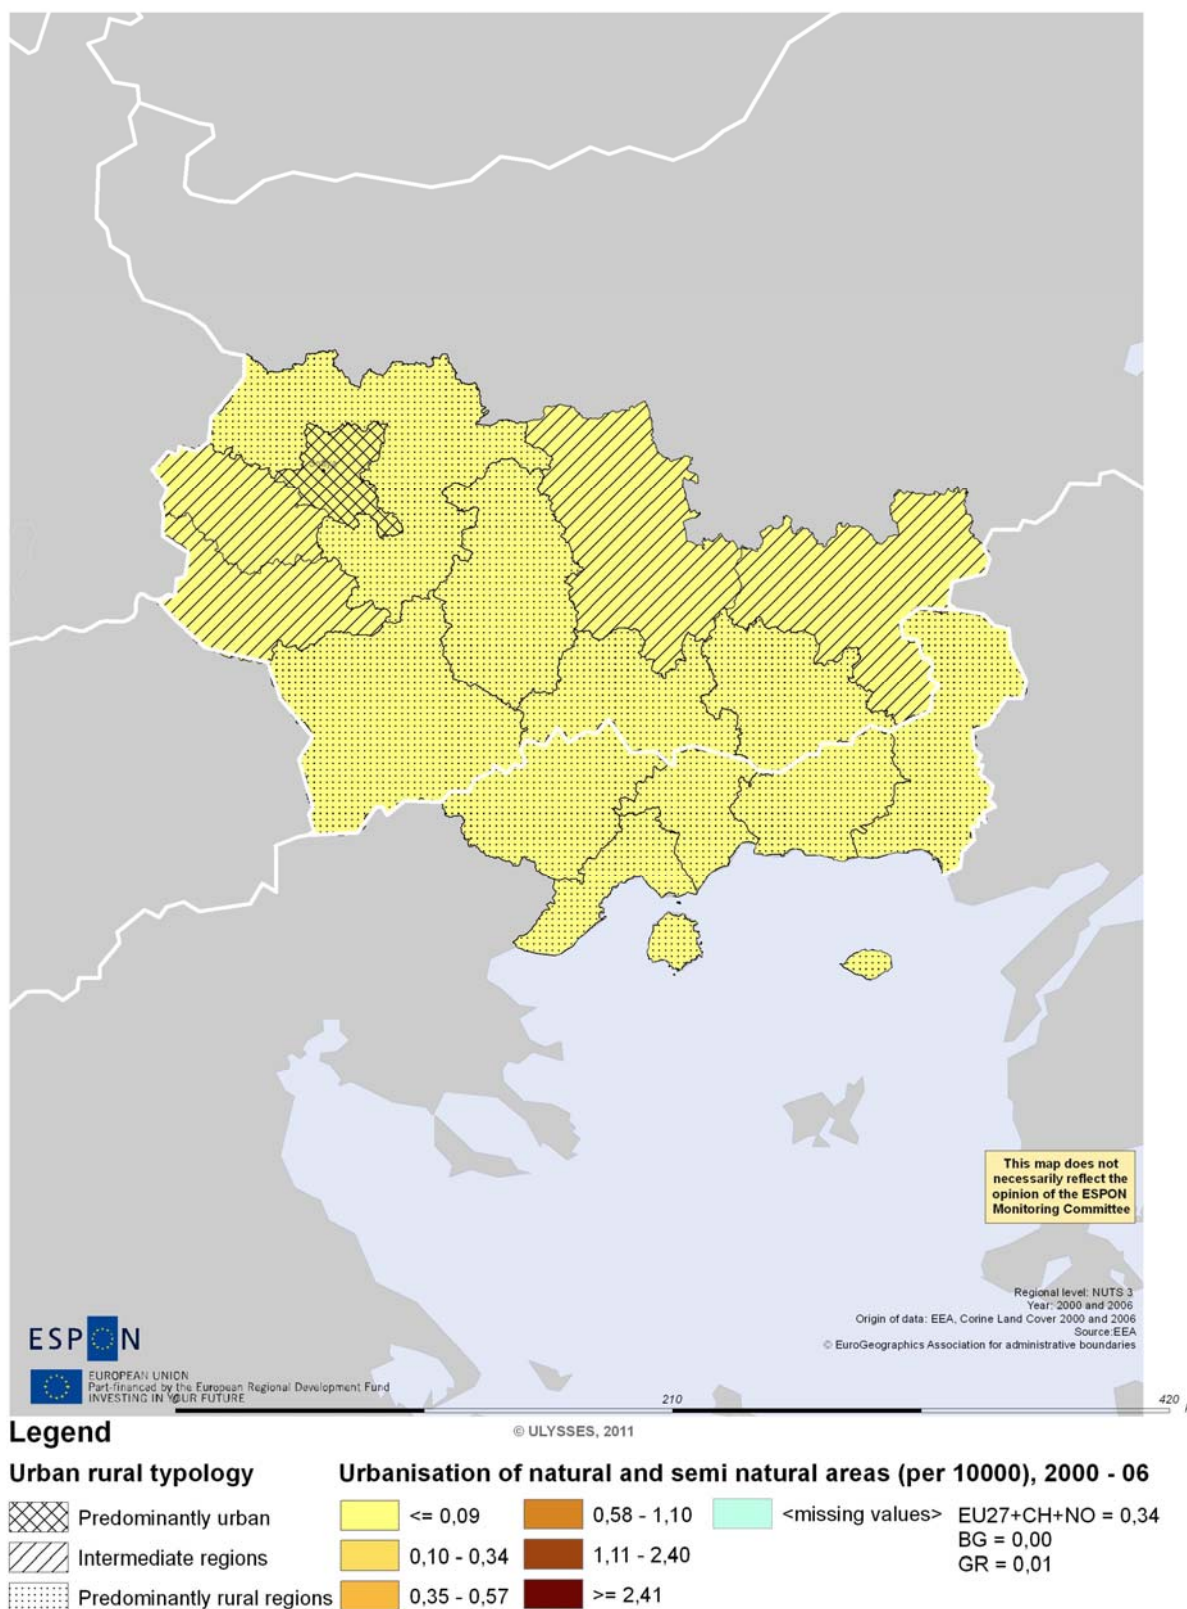 This map does not
necessarily reflect the
opinion of the ESPON
Monitoring Committee
Regional level: NUTS 3
Year: 2000 and 2006
Origin of data: EEA, Corine Land Cover 2000 and 2006
Source:EEA
© EuroGeographics Association for administrative boundaries
ESPON
EUROPEAN UNION
Part-financed by the European Regional Development Fund
INVESTING IN YOUR FUTURE
210
420
© ULYSSES, 2011
Legend
Urban rural typology
Predominantly urban
Intermediate regions
Predominantly rural regions
Urbanisation of natural and semi natural areas (per 10000), 2000 - 06
<= 0,09
0,10 - 0,34
0,35 - 0,57
0,58 - 1,10
1,11 - 2,40
>= 2,41
<missing values>
EU27+CH+NO = 0,34
BG = 0,00
GR = 0,01